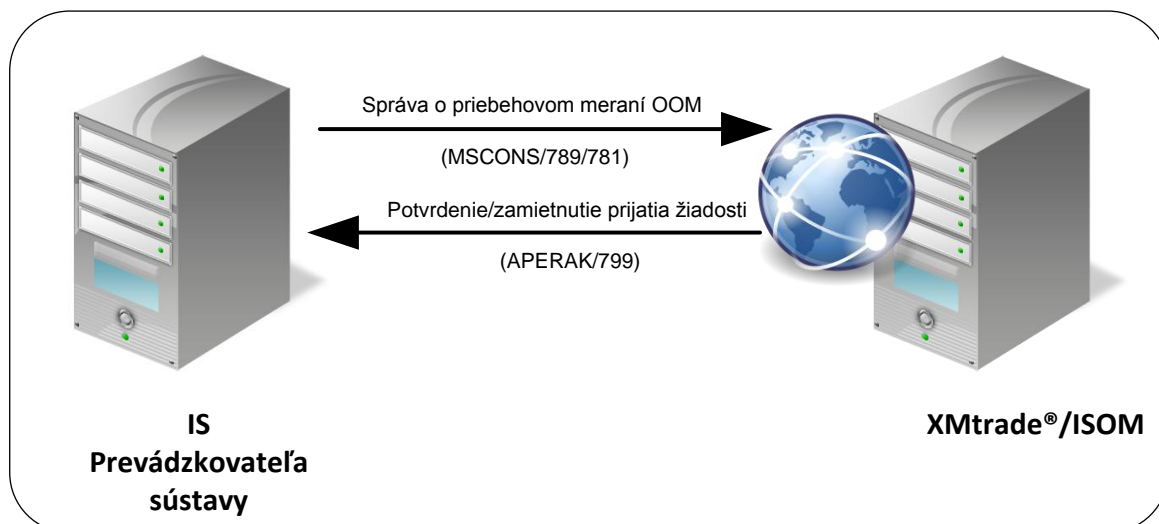 Správa o priebehovom meraní OOM
(MSCONS/789/781)
Potvrdenie/zamietnutie prijatia žiadosti
(APERAK/799)
IS
Prevádzkovateľa
sústavy
XMtrade®/ISOM